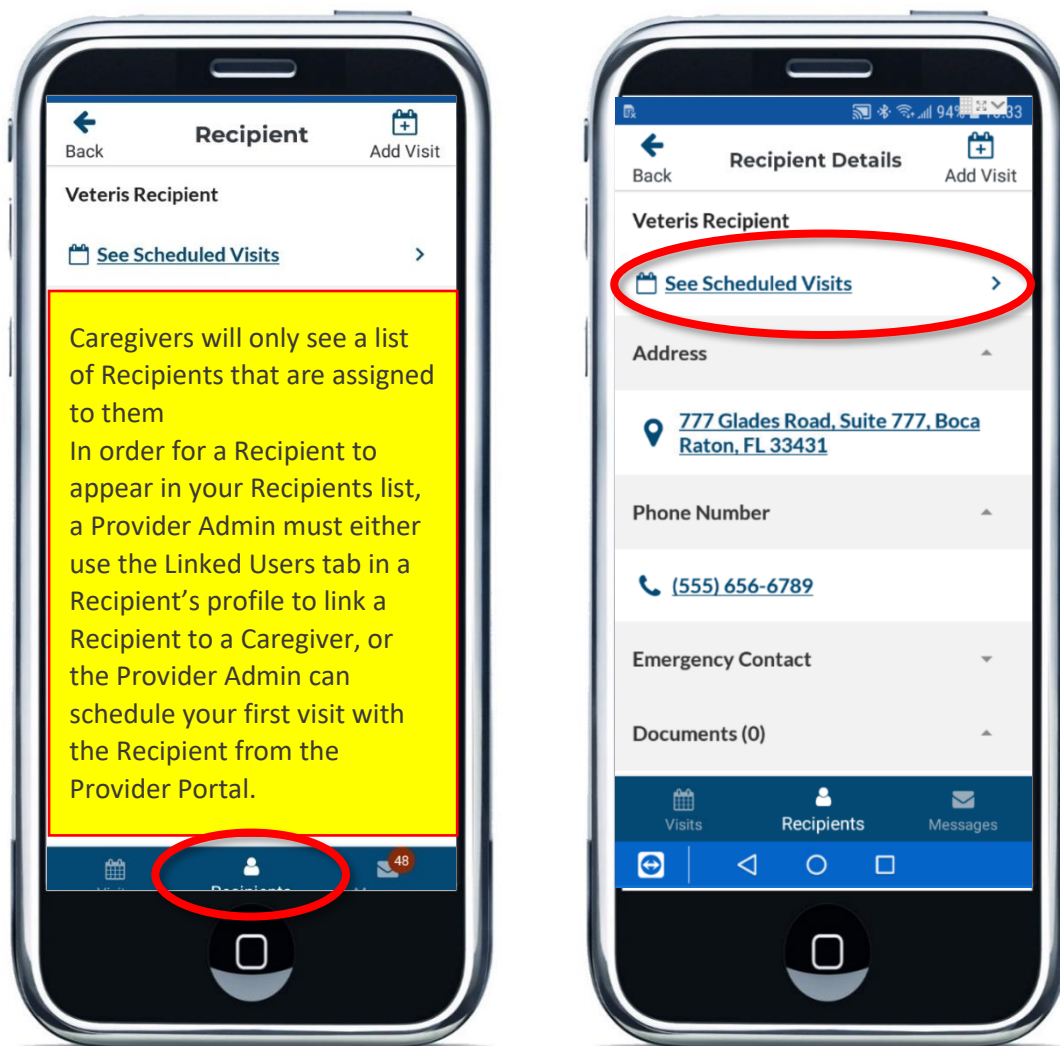 Recipient
Back
Add Visit
Veteris Recipient
See Scheduled Visits
Caregivers will only see a list
of Recipients that are assigned
to them
In order for a Recipient to
appear in your Recipients list,
a Provider Admin must either
use the Linked Users tab in a
Recipient's profile to link a
Recipient to a Caregiver, or
the Provider Admin can
schedule your first visit with
the Recipient from the
Provider Portal.
48
Recipients
94%
Recipient Details
Back
Add Visit
Veteris Recipient
See Scheduled Visits
Address
777 Glades Road, Suite 777, Boca
Raton, FL 33431
Phone Number
(555) 656-6789
Emergency Contact
Documents (0)
Visits
Recipients
Messages